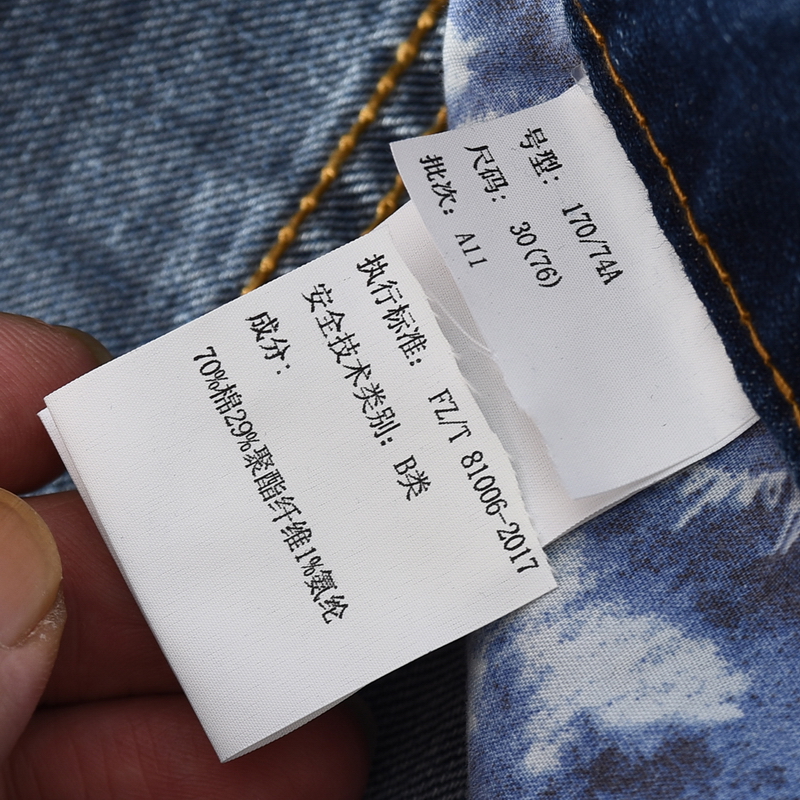 号型: 170/74A
尺码: 30(76)
批次: A11
执行标准: FZ/T 81006-2017
安全技术类别: B类
成分:
70%棉29%聚酯纤维1%氨纶